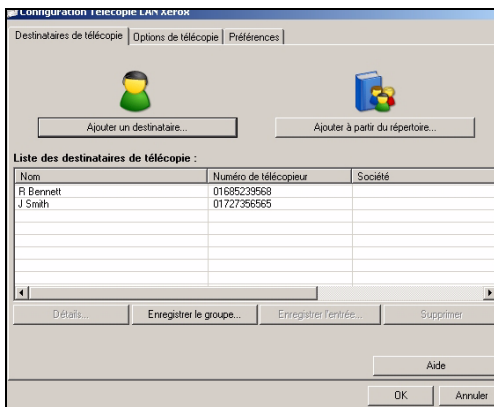 Configuration Télécopie LAN Xerox
Destinataires de télécopie Options de télécopie Préférences
Ajouter un destinataire... Ajouter à partir du répertoire...
Liste des destinataires de télécopie :
Nom Numéro de télécopieur Société
R Bennett 01685239568
J Smith 01727356565
Détails... Enregistrer le groupe... Enregistrer l'entrée... Supprimer
Aide
OK Annuler